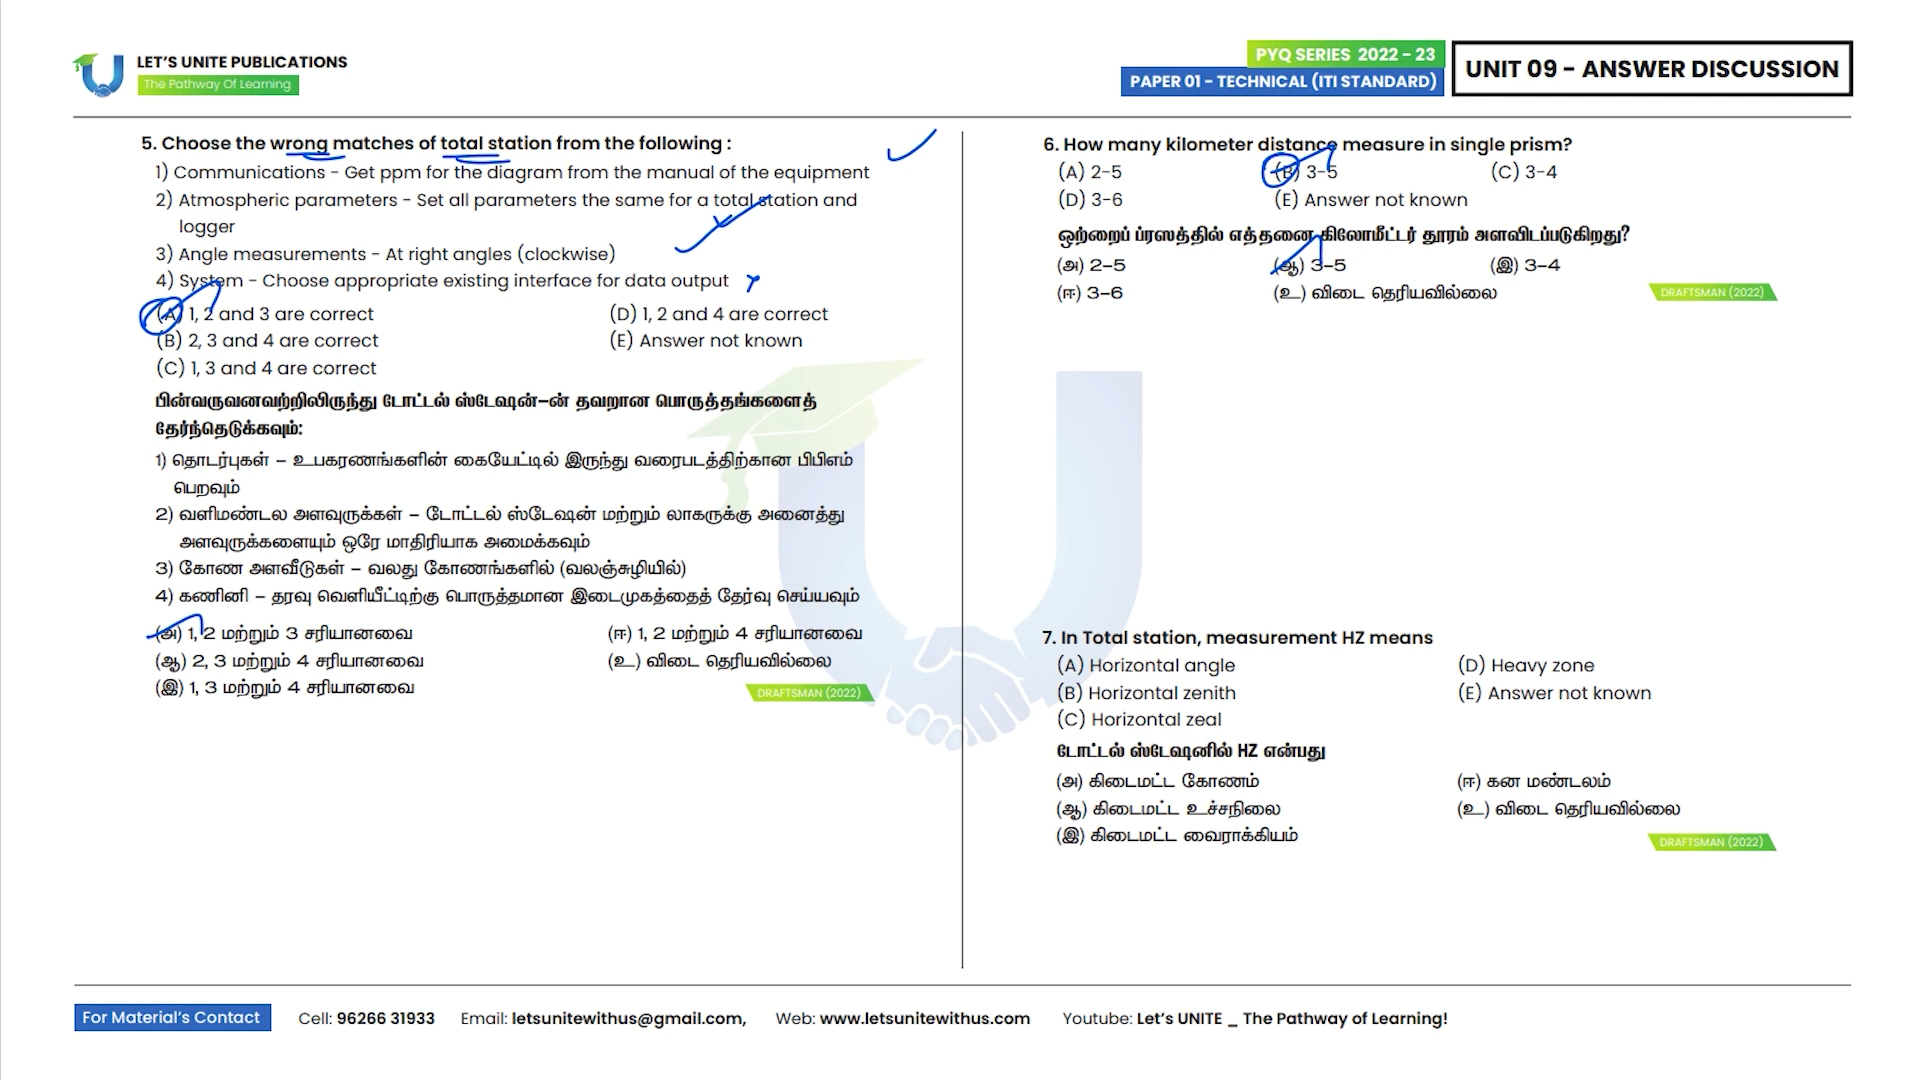 LET'S UNITE PUBLICATIONS
The Pathway Of Learning
PYQ SERIES 2022 - 23
PAPER 01 - TECHNICAL (ITI STANDARD)
UNIT 09 - ANSWER DISCUSSION
5. Choose the wrong matches of total station from the following :
1) Communications - Get ppm for the diagram from the manual of the equipment
2) Atmospheric parameters - Set all parameters the same for a total station and
logger
3) Angle measurements - At right angles (clockwise)
4) System - Choose appropriate existing interface for data output
(A) 1, 2 and 3 are correct (D) 1, 2 and 4 are correct
(B) 2, 3 and 4 are correct (E) Answer not known
(C) 1, 3 and 4 are correct
பின்வருவனவற்றிலிருந்து டோட்டல் ஸ்டேஷன்-ன் தவறான பொருத்தங்களைத்
தேர்ந்தெடுக்கவும்:
1) தொடர்புகள் - உபகரணங்களின் கையேட்டில் இருந்து வரைபடத்திற்கான பிபிஎம்
பெறவும்
2) வளிமண்டல அளவுருக்கள் - டோட்டல் ஸ்டேஷன் மற்றும் லாகருக்கு அனைத்து
அளவுருக்களையும் ஒரே மாதிரியாக அமைக்கவும்
3) கோண அளவீடுகள் - வலது கோணங்களில் (வலஞ்சுழியில்)
4) கணினி - தரவு வெளியீட்டிற்கு பொருத்தமான இடைமுகத்தைத் தேர்வு செய்யவும்
(அ) 1, 2 மற்றும் 3 சரியானவை (ஈ) 1, 2 மற்றும் 4 சரியானவை
(ஆ) 2, 3 மற்றும் 4 சரியானவை (உ) விடை தெரியவில்லை
(இ) 1, 3 மற்றும் 4 சரியானவை
DRAFTSMAN (2022)
6. How many kilometer distance measure in single prism?
(A) 2-5 (B) 3-5 (C) 3-4
(D) 3-6 (E) Answer not known
ஒற்றைப் ப்ரஸத்தில் எத்தனை கிலோமீட்டர் தூரம் அளவிடப்படுகிறது?
(அ) 2-5 (ஆ) 3-5 (இ) 3-4
(ஈ) 3-6 (உ) விடை தெரியவில்லை
DRAFTSMAN (2022)
7. In Total station, measurement HZ means
(A) Horizontal angle (D) Heavy zone
(B) Horizontal zenith (E) Answer not known
(C) Horizontal zeal
டோட்டல் ஸ்டேஷனில் HZ என்பது
(அ) கிடைமட்ட கோணம் (ஈ) கன மண்டலம்
(ஆ) கிடைமட்ட உச்சநிலை (உ) விடை தெரியவில்லை
(இ) கிடைமட்ட வைராக்கியம்
DRAFTSMAN (2022)
For Material's Contact Cell: 96266 31933 Email: letsunitewithus@gmail.com, Web: www.letsunitewithus.com Youtube: Let's UNITE _ The Pathway of Learning!